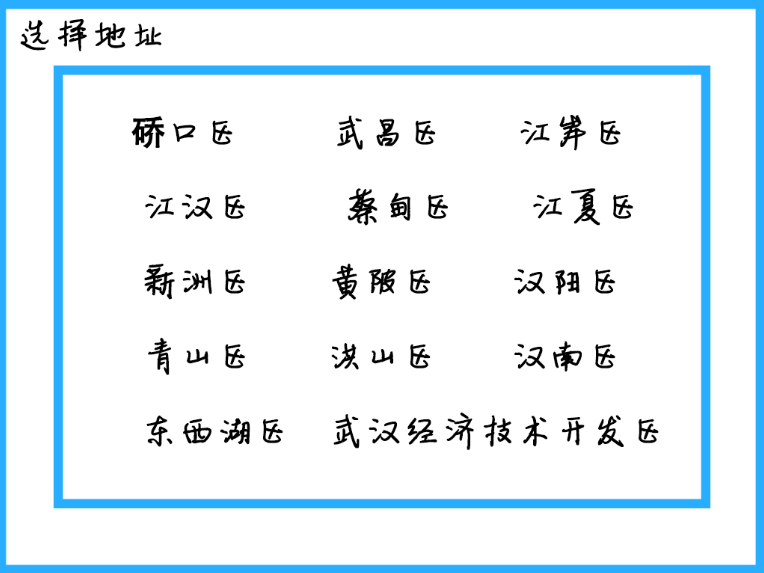 选择地址
硚口区 武昌区 江岸区
江汉区 蔡甸区 江夏区
新洲区 黄陂区 汉阳区
青山区 洪山区 汉南区
东西湖区 武汉经济技术开发区